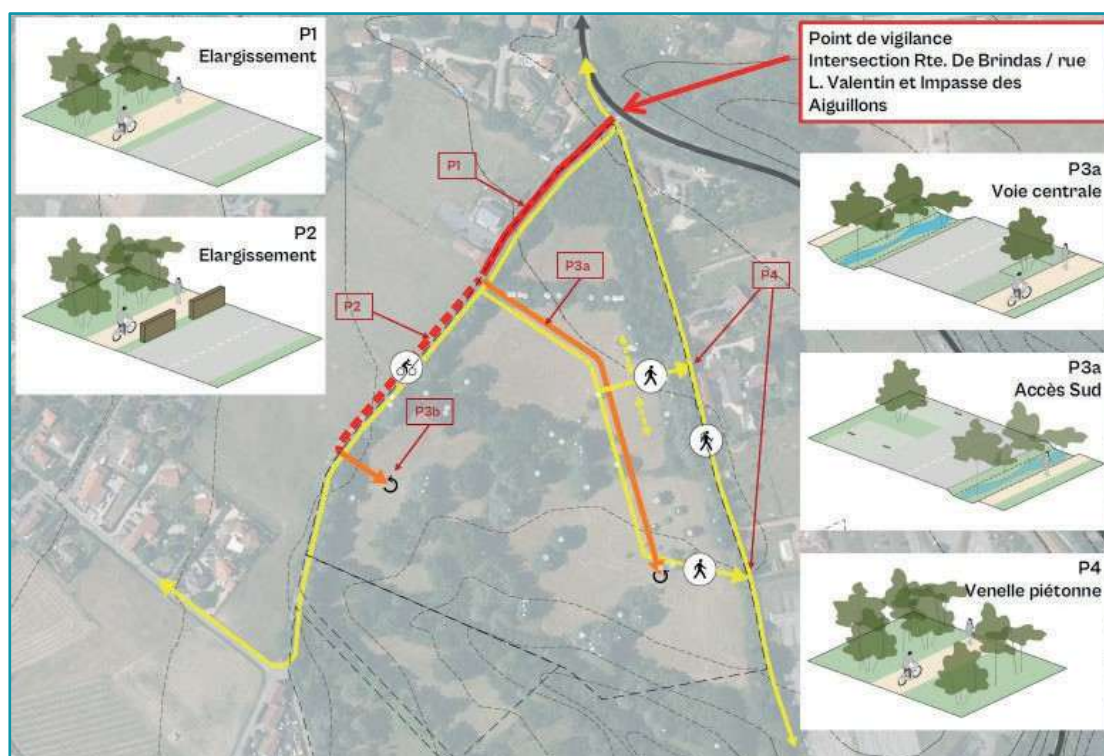 P1
Elargissement
P2
Elargissement
Point de vigilance
Intersection Rte. De Brindas / rue
L. Valentin et Impasse des
Aiguillons
P3a
Voie centrale
P3a
Accès Sud
P4
Venelle piétonne
P1
P3a
P4
P2
P3b